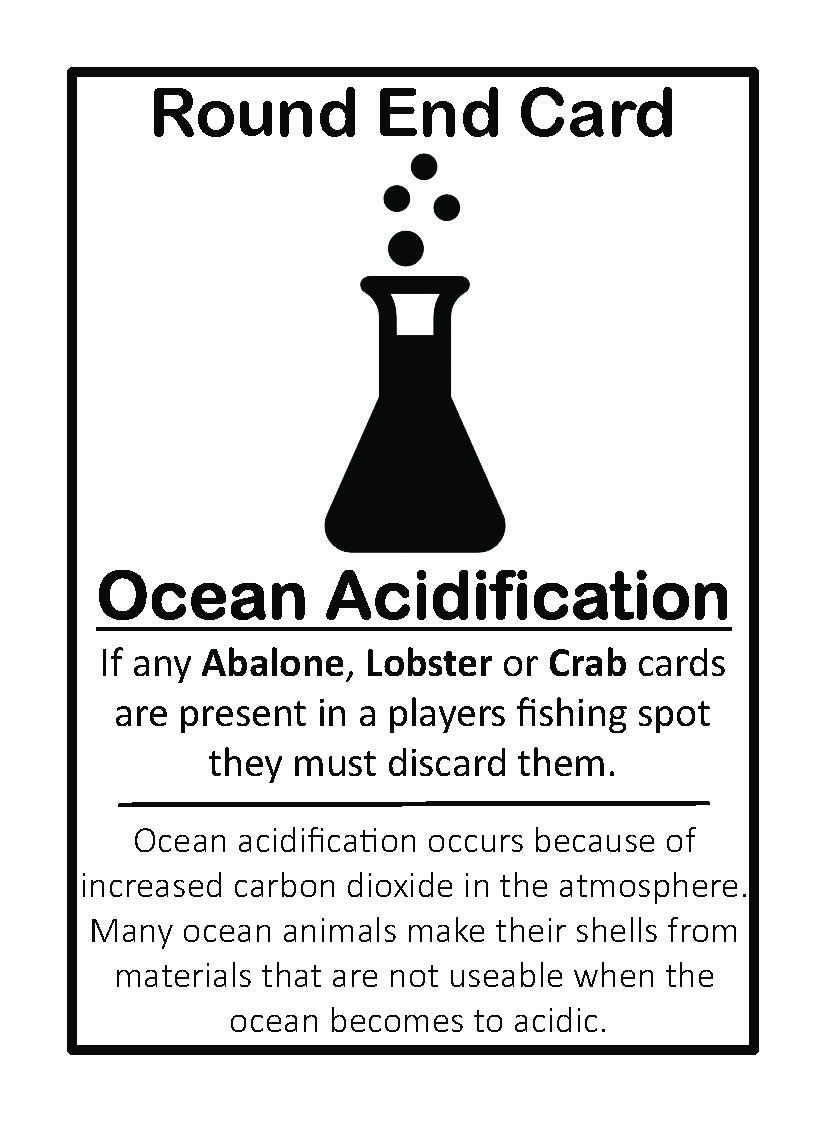 Round End Card
Ocean Acidification
If any Abalone, Lobster or Crab cards
are present in a players fishing spot
they must discard them.
Ocean acidification occurs because of
increased carbon dioxide in the atmosphere.
Many ocean animals make their shells from
materials that are not useable when the
ocean becomes to acidic.